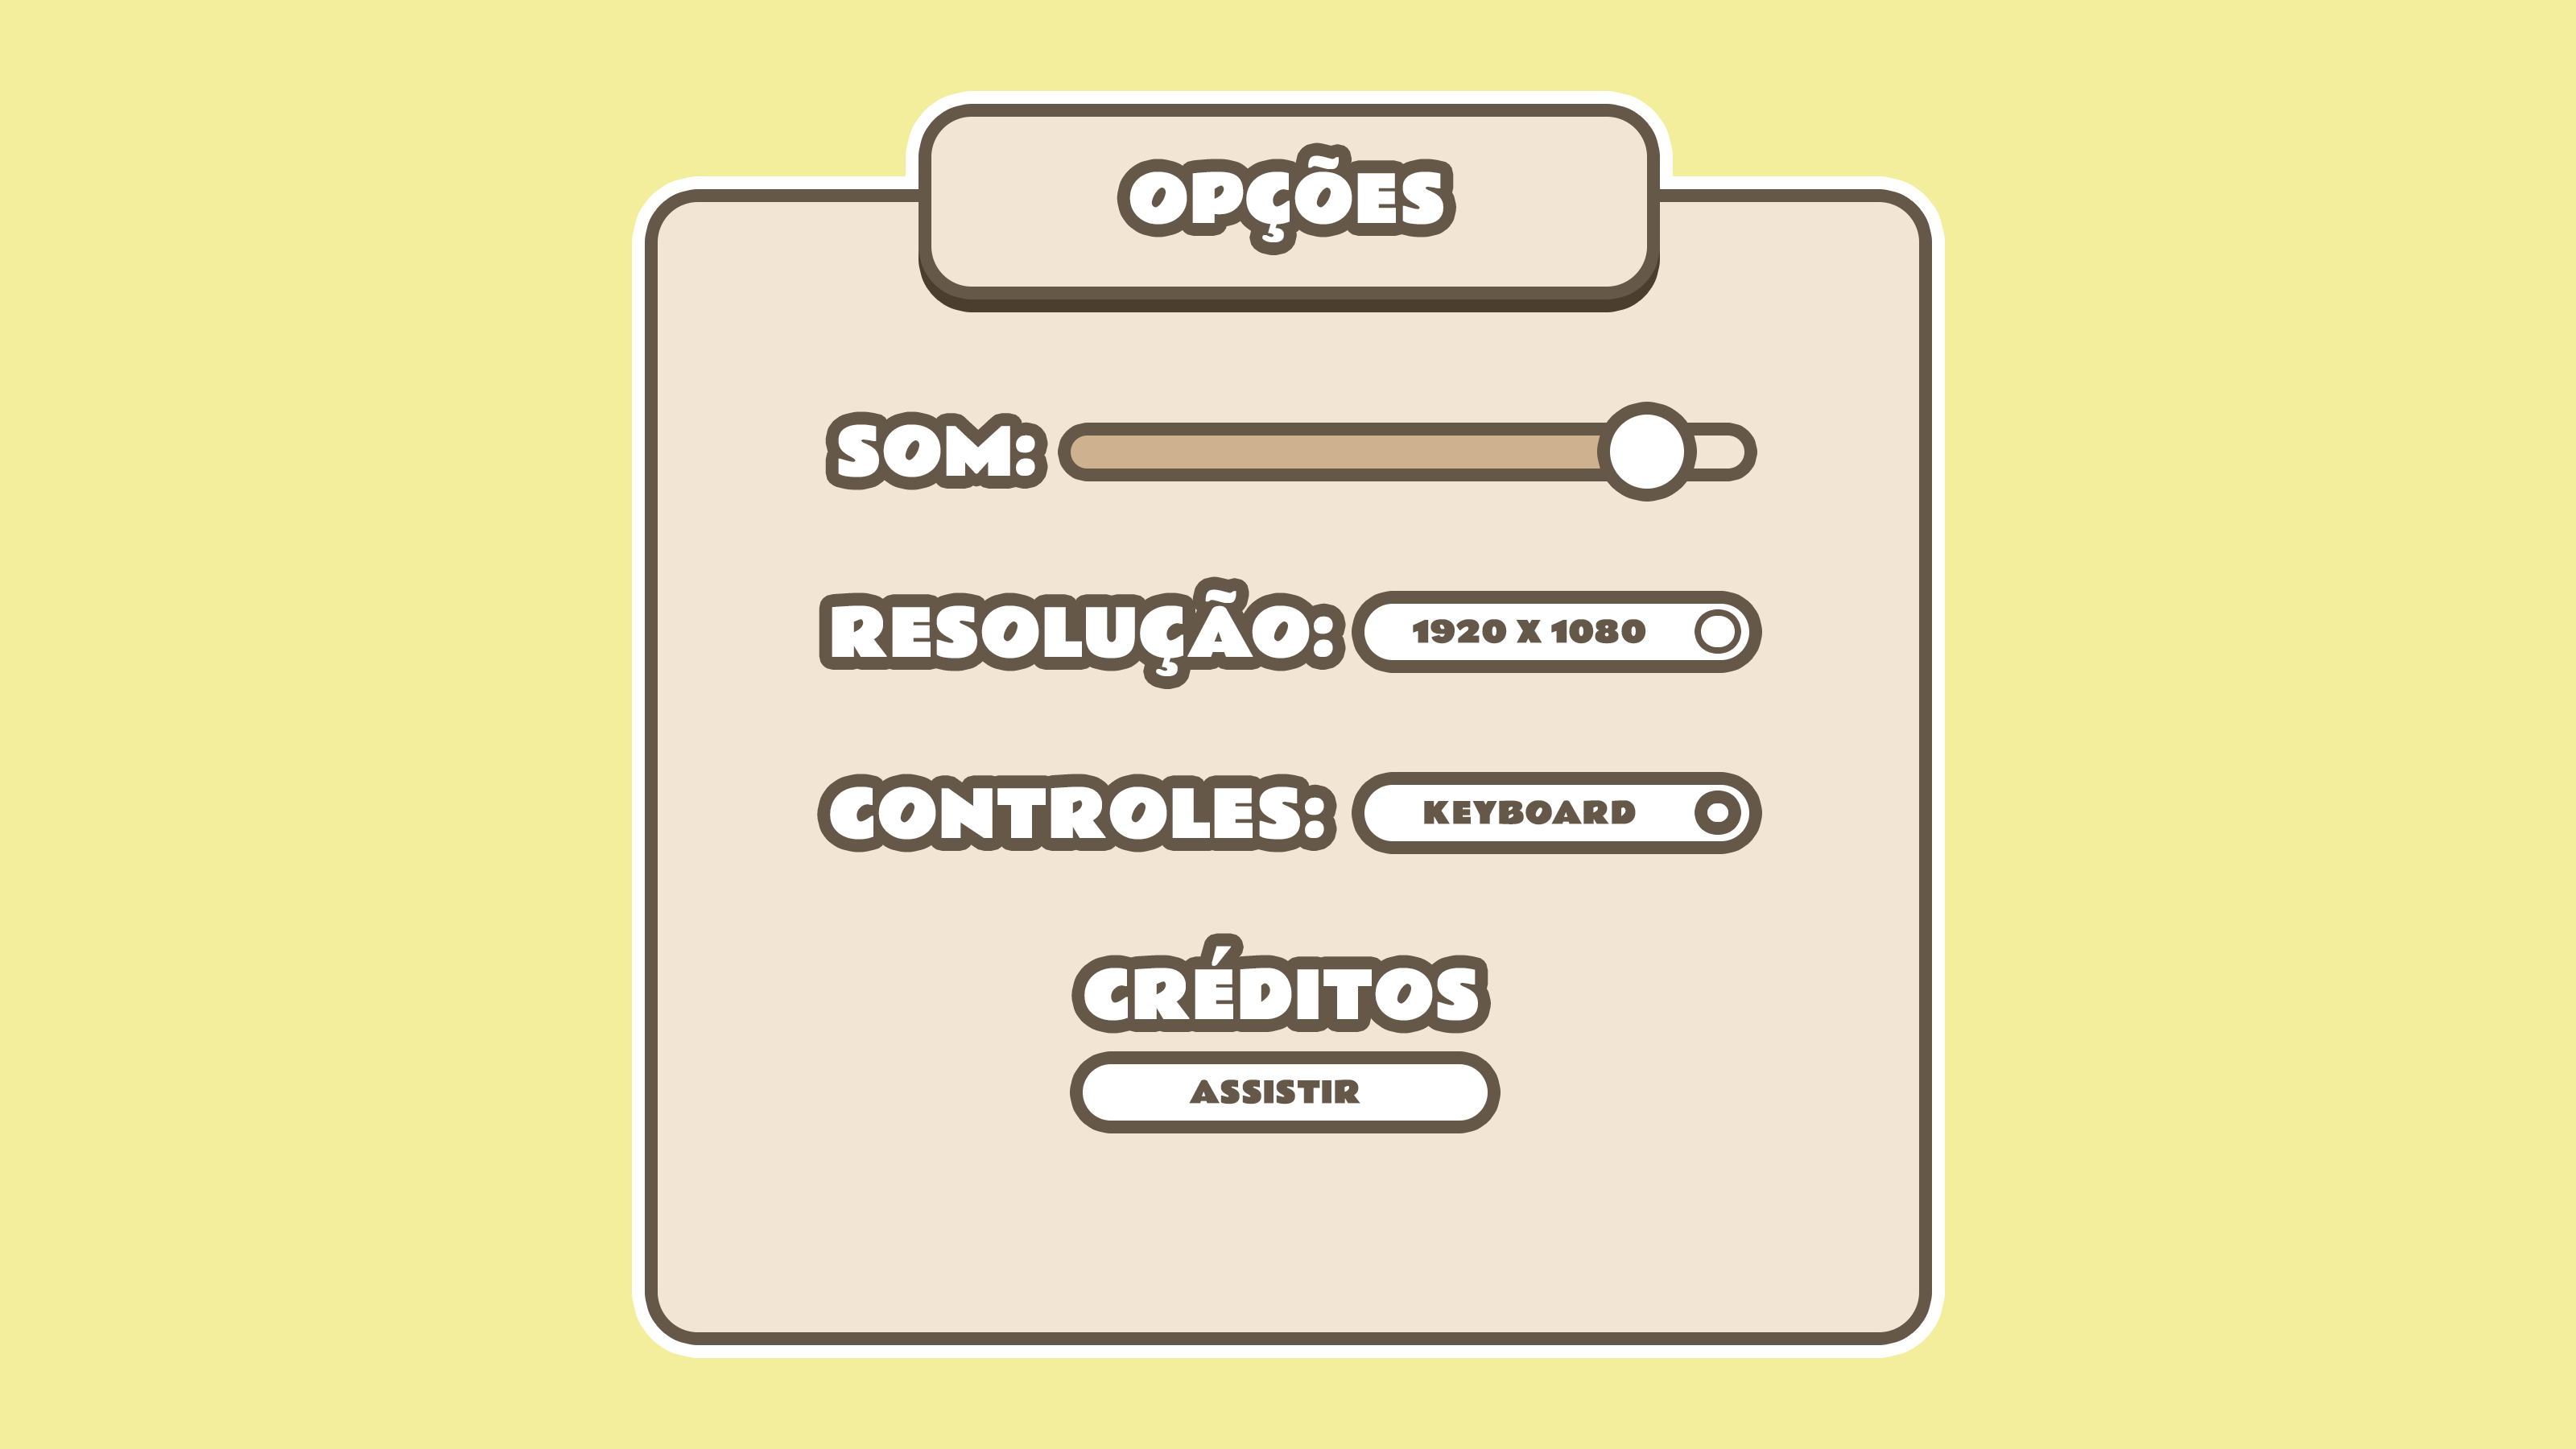 OPÇÕES
SOM:
RESOLUÇÃO: 1920 X 1080
CONTROLES: KEYBOARD
CRÉDITOS
ASSISTIR